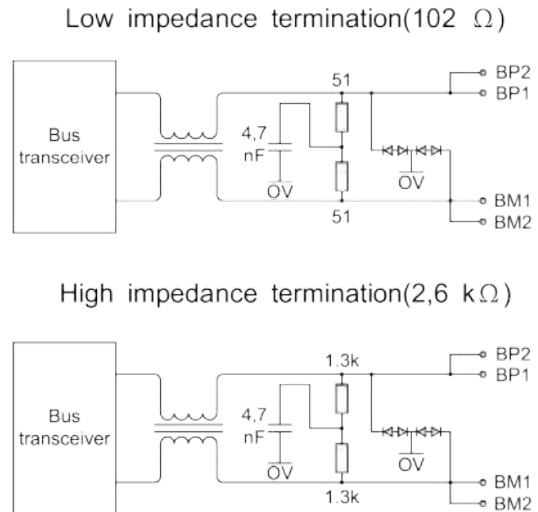 Low impedance termination(102 Ω)
BP2
51
BP1
Bus
transceiver
4,7
nF
0V
0V
BM1
51
BM2
High impedance termination(2,6 kΩ)
BP2
1.3k
BP1
Bus
transceiver
4,7
nF
0V
0V
BM1
1.3k
BM2